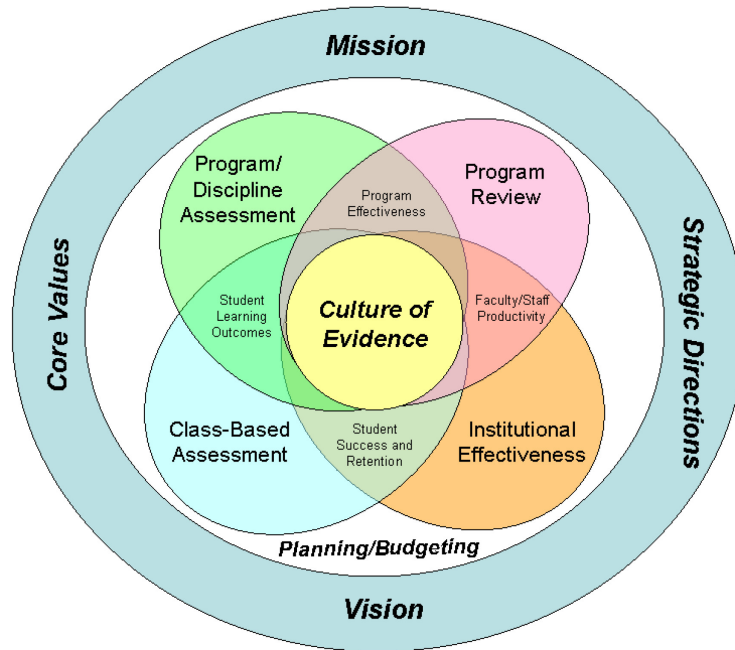 Mission
Program/
Discipline
Assessment
Program
Review
Program
Effectiveness
Core Values
Strategic Directions
Student
Learning
Outcomes
Culture of
Evidence
Faculty/Staff
Productivity
Class-Based
Assessment
Student
Success and
Retention
Institutional
Effectiveness
Planning/Budgeting
Vision